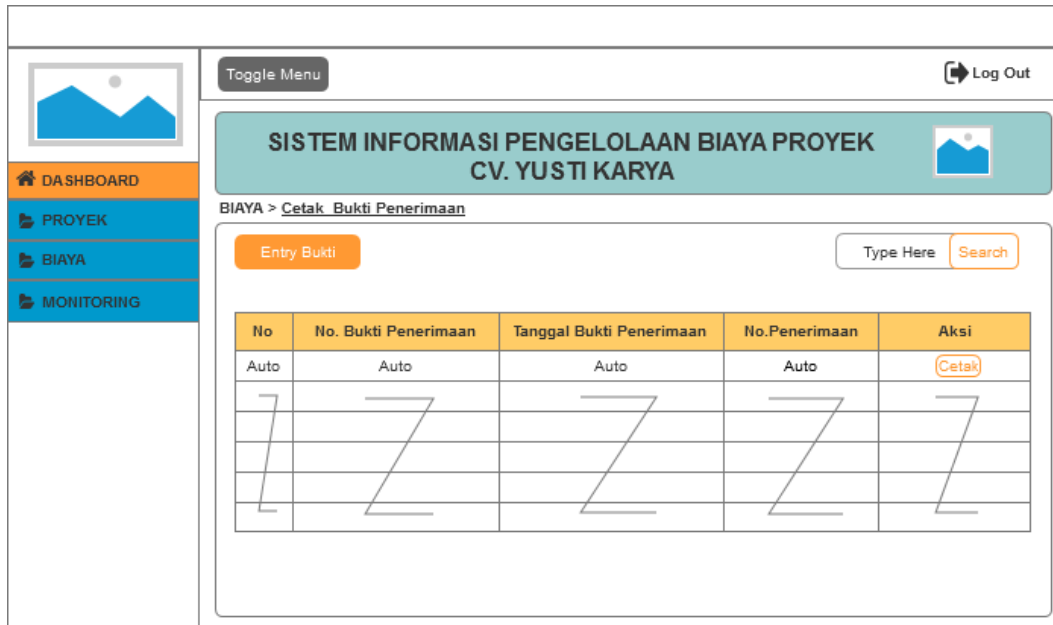 Toggle Menu
Log Out
SISTEM INFORMASI PENGELOLAAN BIAYA PROYEK
CV. YUSTI KARYA
DASHBOARD
PROYEK
BIAYA
MONITORING
BIAYA > Cetak Bukti Penerimaan
Entry Bukti
Type Here Search
No No. Bukti Penerimaan Tanggal Bukti Penerimaan No.Penerimaan Aksi
Auto Auto Auto Auto Cetak